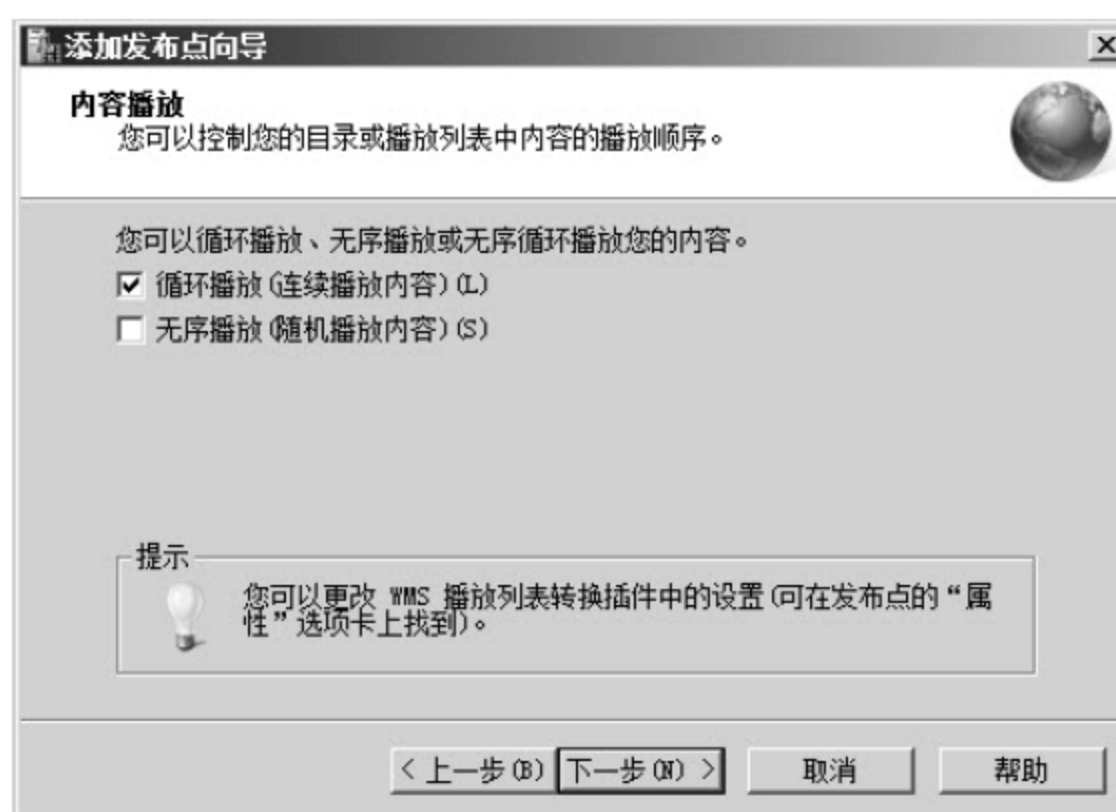 添加发布点向导
内容播放
您可以控制您的目录或播放列表中内容的播放顺序。
您可以循环播放、无序播放或无序循环播放您的内容。
循环播放(连续播放内容)(L)
无序播放(随机播放内容)(S)
提示
您可以更改 WMS 播放列表转换插件中的设置(可在发布点的“属
性”选项卡上找到)。
<上一步(B) 下一步(N)> 取消 帮助